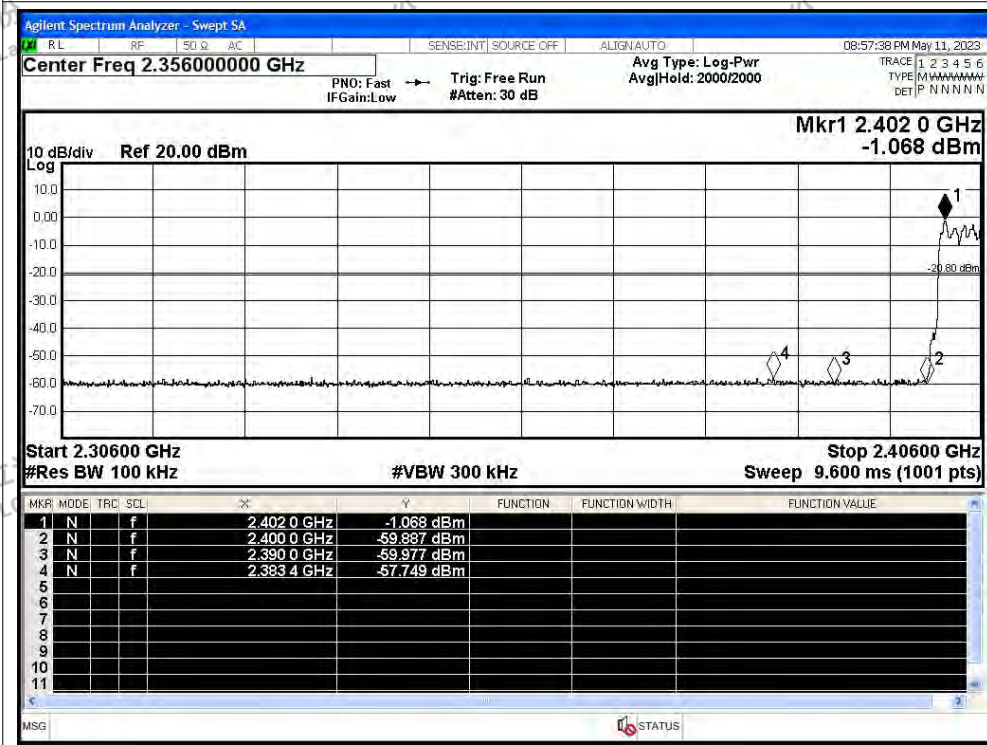 Agilent Spectrum Analyzer - Swept SA
RL RF 50 Ω AC SENSE:INT SOURCE OFF ALIGN AUTO 08:57:38 PM May 11, 2023
Center Freq 2.356000000 GHz
PNO: Fast
IFGain:Low
Trig: Free Run
#Atten: 30 dB
Avg Type: Log-Pwr
Avg|Hold: 2000/2000
TRACE 1 2 3 4 5 6
TYPE M WWWWW
DET P N N N N N
Mkr1 2.402 0 GHz
-1.068 dBm
10 dB/div Ref 20.00 dBm
Log
10.0
0.00
-10.0
-20.0
-30.0
-40.0
-50.0
-60.0
-70.0
1
-20.80 dBm
4 3 2
Start 2.30600 GHz Stop 2.40600 GHz
#Res BW 100 kHz #VBW 300 kHz Sweep 9.600 ms (1001 pts)
MKR MODE TRC SCL X Y FUNCTION FUNCTION WIDTH FUNCTION VALUE
1 N f 2.402 0 GHz -1.068 dBm
2 N f 2.400 0 GHz -59.887 dBm
3 N f 2.390 0 GHz -59.977 dBm
4 N f 2.383 4 GHz -57.749 dBm
5
6
7
8
9
10
11
MSG STATUS